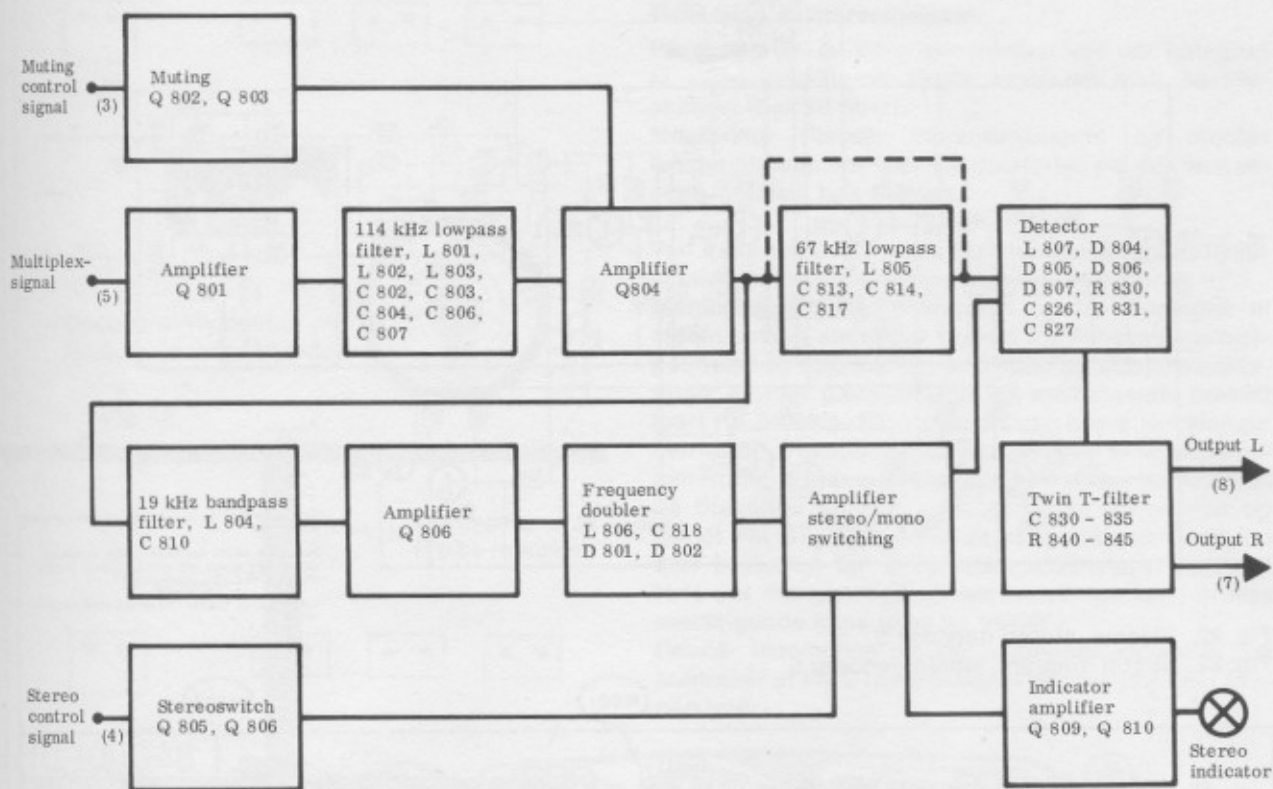 Muting
control
signal
(3)
Muting
Q 802, Q 803
Multiplex-
signal
(5)
Amplifier
Q 801
114 kHz lowpass
filter, L 801,
L 802, L 803,
C 802, C 803,
C 804, C 806,
C 807
Amplifier
Q804
67 kHz lowpass
filter, L 805
C 813, C 814,
C 817
Detector
L 807, D 804,
D 805, D 806,
D 807, R 830,
C 826, R 831,
C 827
19 kHz bandpass
filter, L 804,
C 810
Amplifier
Q 806
Frequency
doubler
L 806, C 818
D 801, D 802
Amplifier
stereo/mono
switching
Twin T-filter
C 830 - 835
R 840 - 845
Output L
(8)
Output R
(7)
Stereo
control
signal
(4)
Stereoswitch
Q 805, Q 806
Indicator
amplifier
Q 809, Q 810
Stereo
indicator